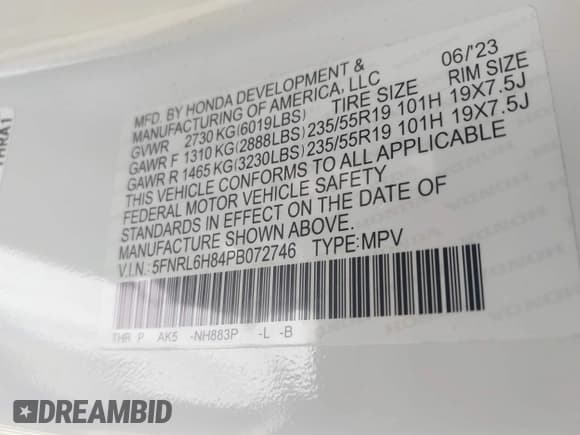 MFD. BY HONDA DEVELOPMENT &
MANUFACTURING OF AMERICA, LLC 06/'23
GVWR 2730 KG(6019LBS) TIRE SIZE RIM SIZE
GAWR F 1310 KG(2888LBS) 235/55R19 101H 19X7.5J
GAWR R 1465 KG(3230LBS) 235/55R19 101H 19X7.5J
THIS VEHICLE CONFORMS TO ALL APPLICABLE
FEDERAL MOTOR VEHICLE SAFETY
STANDARDS IN EFFECT ON THE DATE OF
MANUFACTURE SHOWN ABOVE.
V.I.N.: 5FNRL6H84PB072746 TYPE:MPV
THR P AK5 -NH883P -L -B
THRA1
DREAMBID